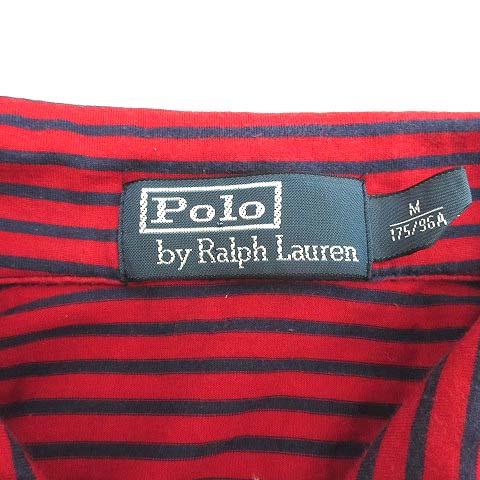 Polo
by Ralph Lauren
M
175/96A